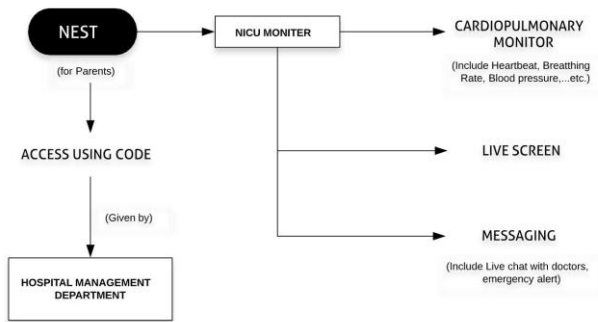 NEST
(for Parents)
ACCESS USING CODE
(Given by)
HOSPITAL MANAGEMENT
DEPARTMENT
NICU MONITER
CARDIOPULMONARY
MONITOR
(Include Heartbeat, Breatthing
Rate, Blood pressure,...etc.)
LIVE SCREEN
MESSAGING
(Include Live chat with doctors,
emergency alert)